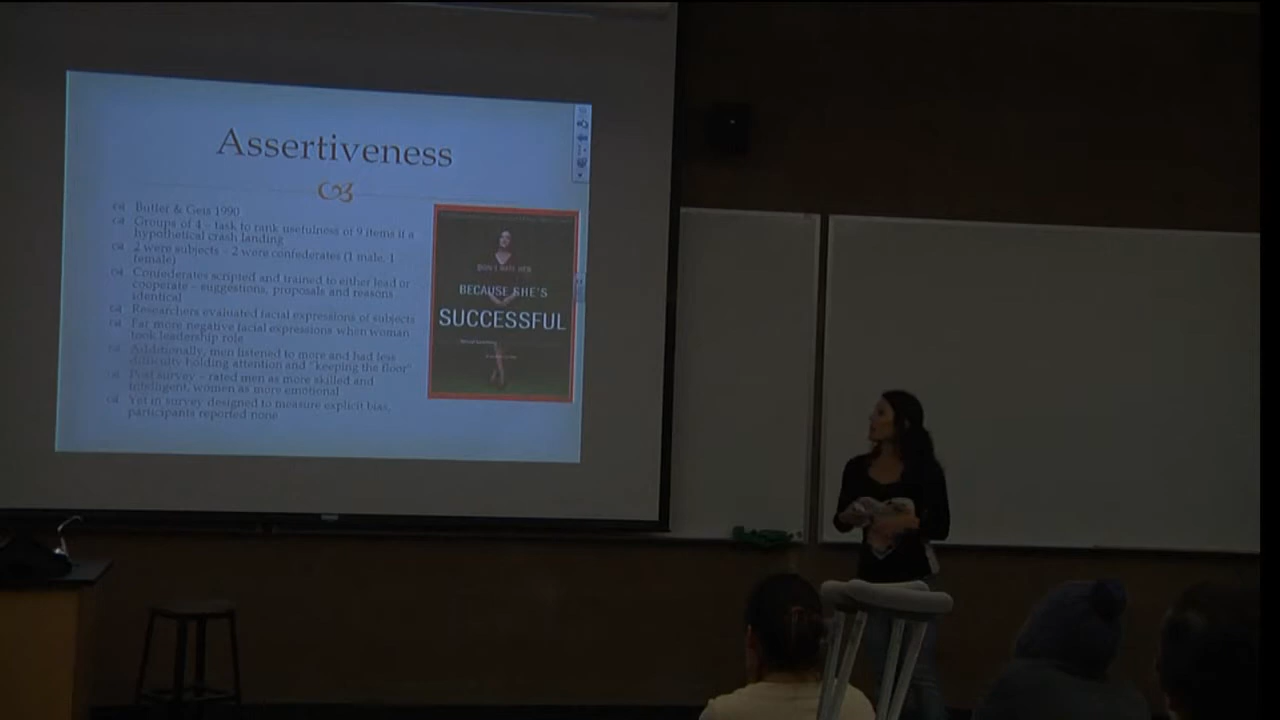 Assertiveness
Butler & Geis 1990
Groups of 4 – task to rank usefulness of 9 items if a
hypothetical crash landing
2 were subjects – 2 were confederates (1 male, 1
female)
Confederates scripted and trained to either lead or
cooperate – suggestions, proposals and reasons
identical
Researchers evaluated facial expressions of subjects
Far more negative facial expressions when woman
took leadership role
Additionally, men listened to more and had less
difficulty holding attention and "keeping the floor"
Post survey – rated men as more skilled and
intelligent, women as more emotional
Yet in survey designed to measure explicit bias,
participants reported none
DON'T HATE HER
BECAUSE SHE'S
SUCCESSFUL